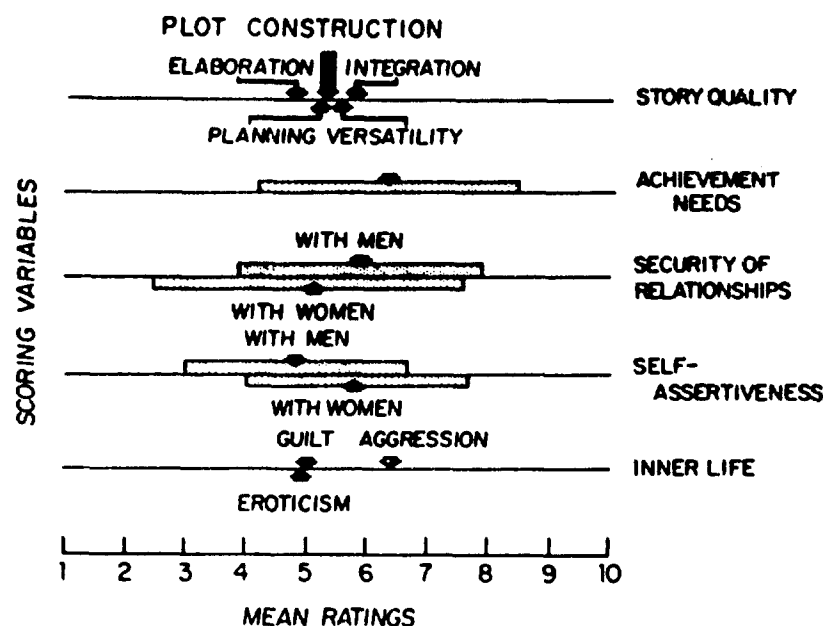 PLOT CONSTRUCTION
ELABORATION INTEGRATION
STORY QUALITY
PLANNING VERSATILITY
ACHIEVEMENT
NEEDS
WITH MEN
SECURITY OF
RELATIONSHIPS
WITH WOMEN
WITH MEN
SELF-
ASSERTIVENESS
WITH WOMEN
GUILT AGGRESSION
INNER LIFE
EROTICISM
SCORING VARIABLES
1 2 3 4 5 6 7 8 9 10
MEAN RATINGS